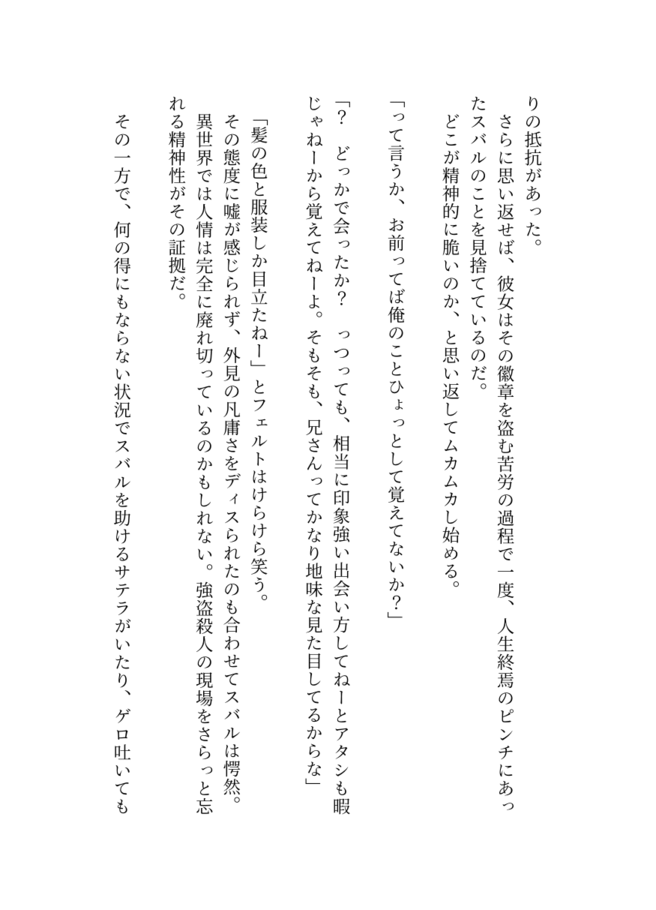 りの抵抗があった。
　さらに思い返せば、彼女はその徽章を盗む苦労の過程で一度、人生終焉のピンチにあっ
たスバルのことを見捨てているのだ。
　どこが精神的に脆いのか、と思い返してムカムカし始める。
「って言うか、お前ってば俺のことひょっとして覚えてないか？」
「？　どっかで会ったか？　っつっても、相当に印象強い出会い方してねーとアタシも暇
じゃねーから覚えてねーよ。そもそも、兄さんってかなり地味な見た目してるからな」
「髪の色と服装しか目立たねー」とフェルトはけらけら笑う。
　その態度に嘘が感じられず、外見の凡庸さをディスられたのも合わせてスバルは愕然。
　異世界では人情は完全に廃れ切っているのかもしれない。強盗殺人の現場をさらっと忘
れる精神性がその証拠だ。
　その一方で、何の得にもならない状況でスバルを助けるサテラがいたり、ゲロ吐いても